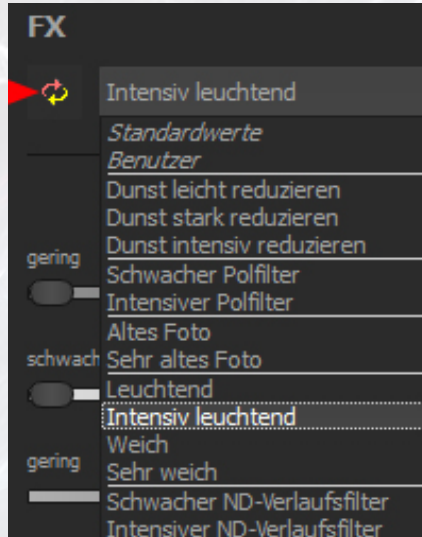 FX
Intensiv leuchtend
Standardwerte
Benutzer
Dunst leicht reduzieren
Dunst stark reduzieren
Dunst intensiv reduzieren
gering
Schwacher Polfilter
Intensiver Polfilter
Altes Foto
schwach
Sehr altes Foto
Leuchtend
Intensiv leuchtend
Weich
gering
Sehr weich
Schwacher ND-Verlaufsfilter
Intensiver ND-Verlaufsfilter